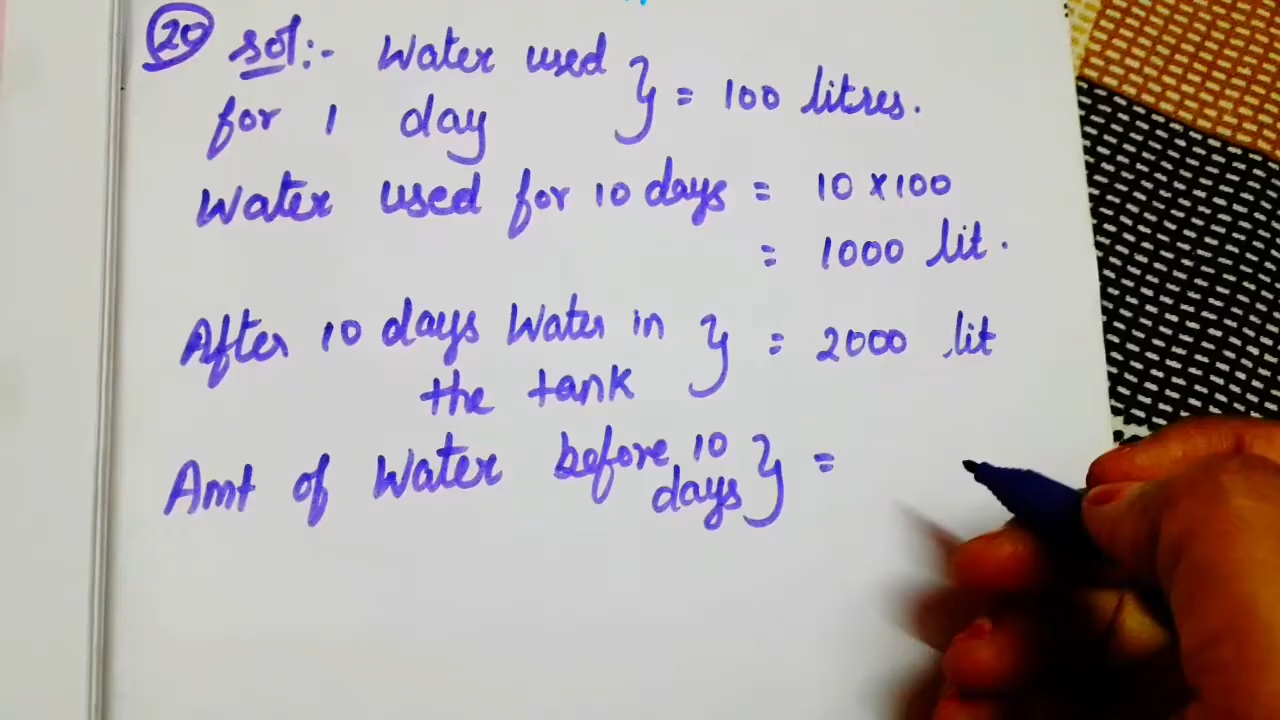 20 Sol:- Water used
for 1 day } = 100 litres.
Water used for 10 days = 10 × 100
= 1000 lit.
After 10 days Water in
the tank } = 2000 lit
Amt of Water before 10
days } =